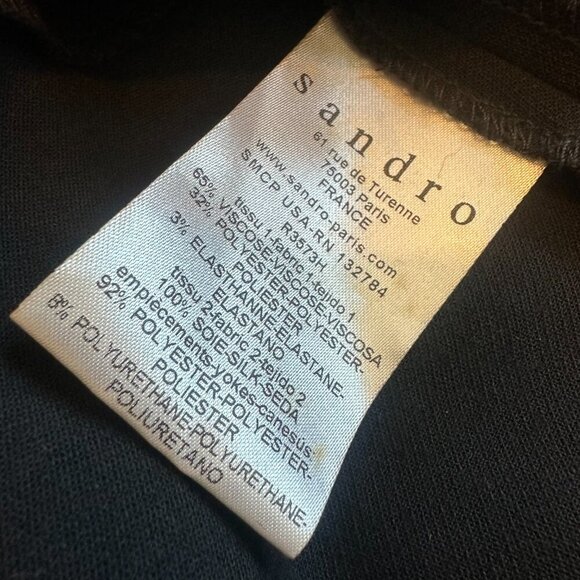 sandro
61 rue de Turenne
75003 Paris
FRANCE
www.sandro-paris.com
R3513H
SMCP USA-RN 132784
tissu 1-fabric 1-tejido 1
65% VISCOSE-VISCOSE-VISCOSA
32% POLYESTER-POLYESTER-
POLIESTER
3% ELASTHANNE-ELASTANE-
ELASTANO
tissu 2-fabric 2-tejido 2
100% SOIE-SILK-SEDA
empiècements-yokes-canesús:
92% POLYESTER-POLYESTER-
POLIESTER
8% POLYURETHANE-POLYURETHANE-
POLIURETANO